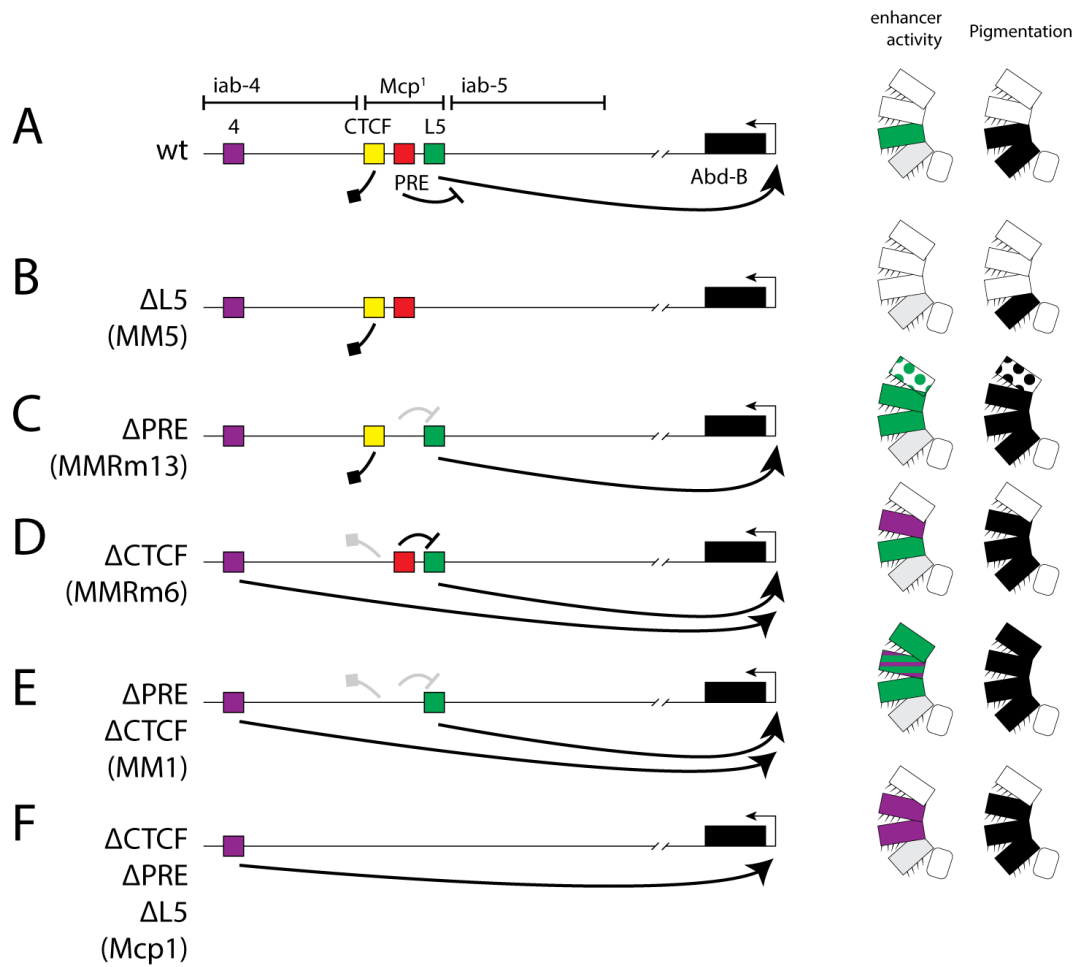 enhancer
activity
Pigmentation
iab-4
Mcp¹
iab-5
A
wt
4
CTCF
L5
PRE
Abd-B
B
ΔL5
(MM5)
C
ΔPRE
(MMRm13)
D
ΔCTCF
(MMRm6)
E
ΔPRE
ΔCTCF
(MM1)
F
ΔCTCF
ΔPRE
ΔL5
(Mcp1)